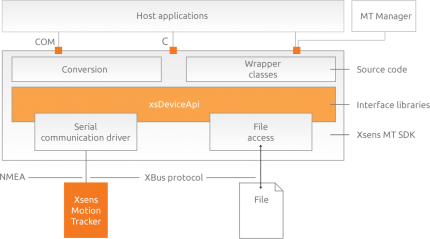 Host applications
MT Manager
COM
C
Conversion
Wrapper
classes
Source code
xsDeviceApi
Interface libraries
Serial
communication driver
File
access
Xsens MT SDK
NMEA
XBus protocol
Xsens
Motion
Tracker
File